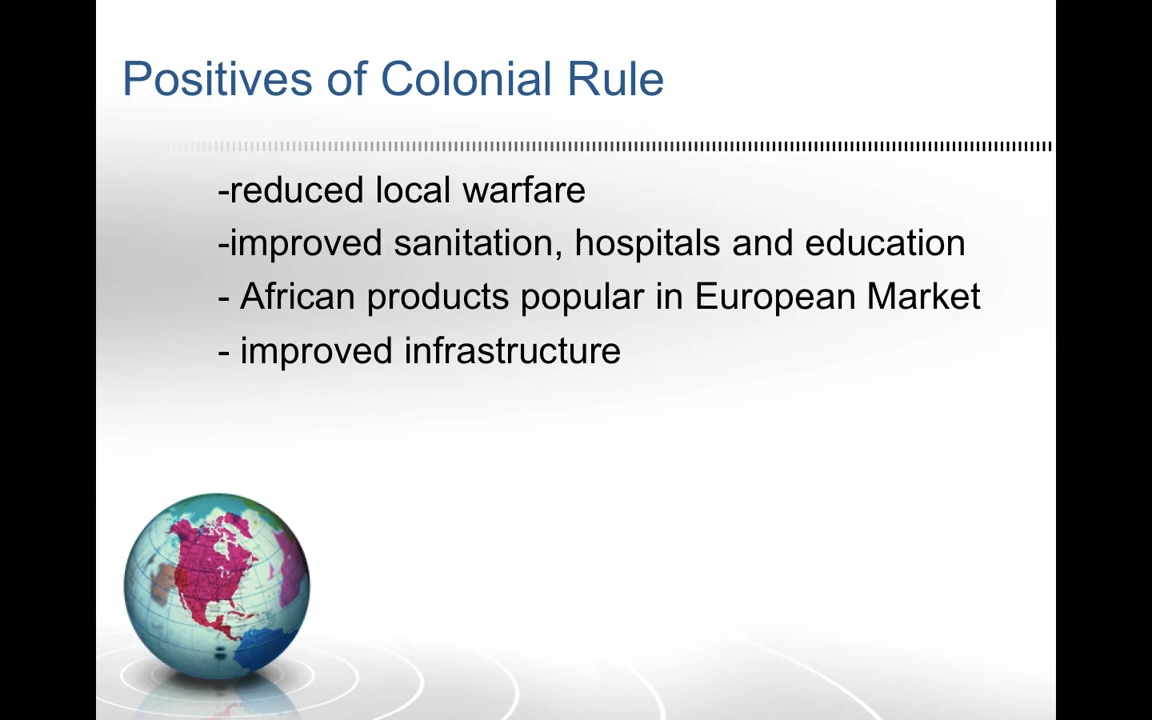 Positives of Colonial Rule
-reduced local warfare
-improved sanitation, hospitals and education
- African products popular in European Market
- improved infrastructure